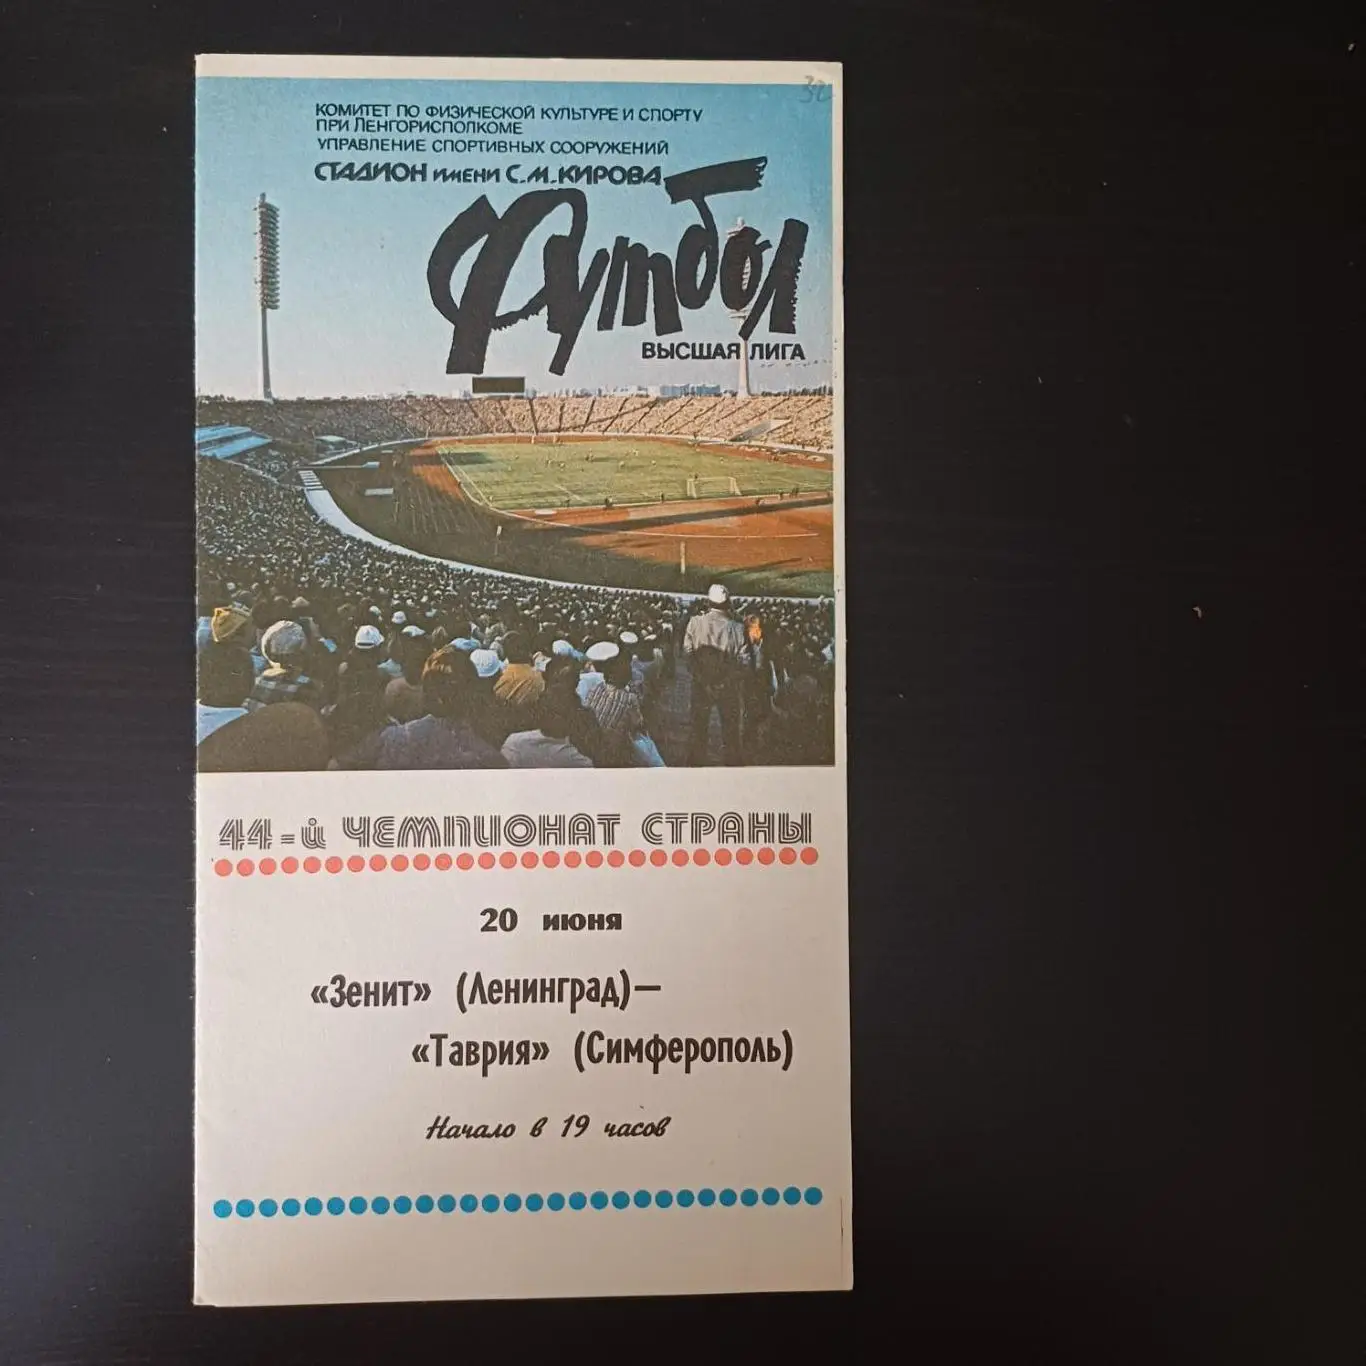 32
КОМИТЕТ ПО ФИЗИЧЕСКОЙ КУЛЬТУРЕ И СПОРТУ
ПРИ ЛЕНГОРИСПОЛКОМЕ
УПРАВЛЕНИЕ СПОРТИВНЫХ СООРУЖЕНИЙ
СТАДИОН ИМЕНИ С.М.КИРОВА
Футбол
ВЫСШАЯ ЛИГА
44-й ЧЕМПИОНАТ СТРАНЫ
20 июня
«Зенит» (Ленинград)—
«Таврия» (Симферополь)
Начало в 19 часов